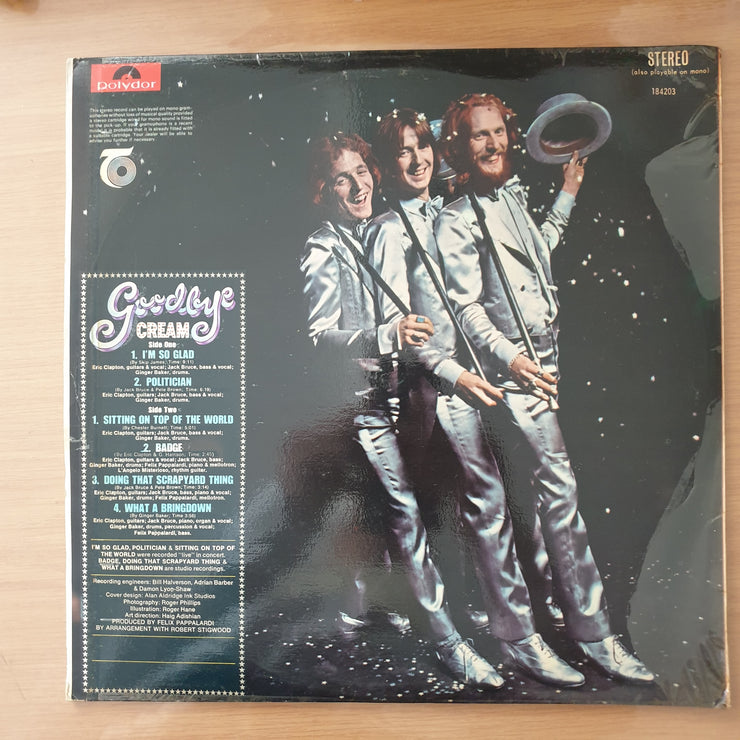 polydor
STEREO
(also playable on mono)
184203
This stereo record can be played on mono gram-
ophones without loss of musical quality provided
a stereo cartridge wired for mono sound is fitted
to the pick-up. If your gramophone is a recent
model it is probable that it is already fitted with
a suitable cartridge. Your dealer will be able to
advise you further if necessary.
Goodbye
CREAM
Side One
1. I'M SO GLAD
(By Skip James; Time: 9:11)
Eric Clapton, guitars & vocal; Jack Bruce, bass & vocal;
Ginger Baker, drums.
2. POLITICIAN
(By Jack Bruce & Pete Brown; Time: 6:19)
Eric Clapton, guitars; Jack Bruce, bass & vocal;
Ginger Baker, drums.
Side Two
1. SITTING ON TOP OF THE WORLD
(By Chester Burnett; Time: 5:01)
Eric Clapton, guitars; Jack Bruce, bass & vocal;
Ginger Baker, drums.
2. BADGE
(By Eric Clapton & G. Harrison; Time: 2:45)
Eric Clapton, guitars & vocal; Jack Bruce, bass;
Ginger Baker, drums; Felix Pappalardi, piano & mellotron;
L'Angelo Misterioso, rhythm guitar.
3. DOING THAT SCRAPYARD THING
(By Jack Bruce & Pete Brown; Time: 3:14)
Eric Clapton, guitars; Jack Bruce, bass, piano & vocal;
Ginger Baker, drums; Felix Pappalardi, mellotron.
4. WHAT A BRINGDOWN
(By Ginger Baker; Time 3:56)
Eric Clapton, guitars; Jack Bruce, piano, organ & vocal;
Ginger Baker, drums, percussion & vocal;
Felix Pappalardi, bass.
I'M SO GLAD, POLITICIAN & SITTING ON TOP OF
THE WORLD were recorded "live" in concert.
BADGE, DOING THAT SCRAPYARD THING &
WHAT A BRINGDOWN are studio recordings.
Recording engineers: Bill Halverson, Adrian Barber
& Damon Lyon-Shaw
Cover design: Alan Aldridge Ink Studios
Photography: Roger Phillips
Illustration: Roger Hane
Art direction: Haig Adishian
PRODUCED BY FELIX PAPPALARDI
BY ARRANGEMENT WITH ROBERT STIGWOOD